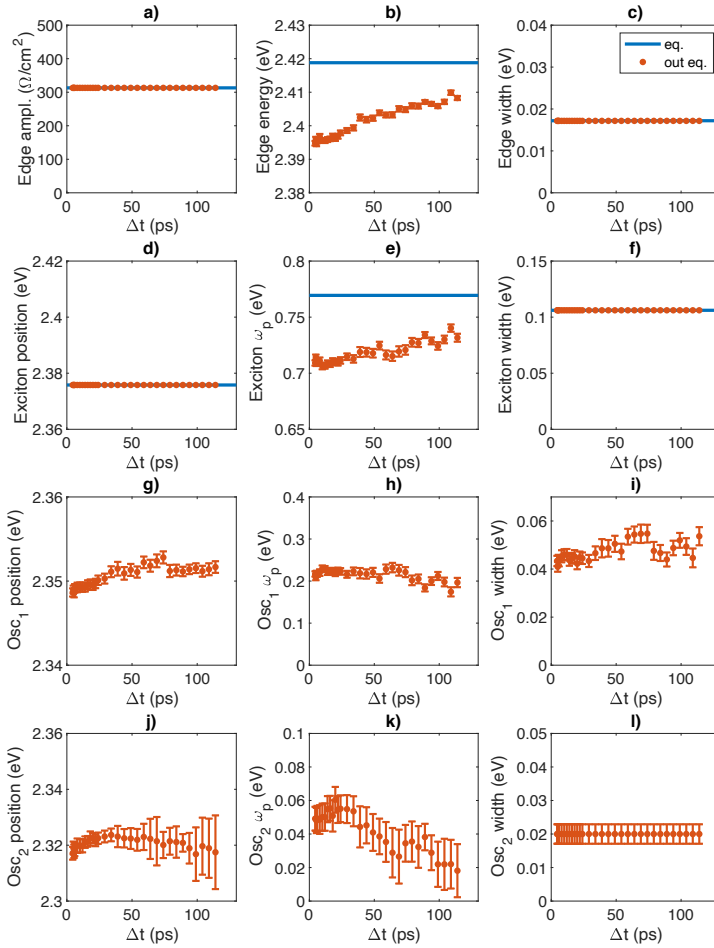 a)
Edge ampl. (Ω/cm²)
500
400
300
200
100
0
0
50
100
Δt (ps)
b)
Edge energy (eV)
2.43
2.42
2.41
2.4
2.39
2.38
0
50
100
Δt (ps)
c)
Edge width (eV)
0.04
0.03
0.02
0.01
0
eq.
out eq.
0
50
100
Δt (ps)
d)
Exciton position (eV)
2.42
2.4
2.38
2.36
0
50
100
Δt (ps)
e)
Exciton ωp (eV)
0.8
0.75
0.7
0.65
0
50
100
Δt (ps)
f)
Exciton width (eV)
0.15
0.1
0.05
0
0
50
100
Δt (ps)
g)
Osc₁ position (eV)
2.36
2.35
2.34
0
50
100
Δt (ps)
h)
Osc₁ ωp (eV)
0.4
0.3
0.2
0.1
0
0
50
100
Δt (ps)
i)
Osc₁ width (eV)
0.06
0.04
0.02
0
0
50
100
Δt (ps)
j)
Osc₂ position (eV)
2.36
2.34
2.32
2.3
0
50
100
Δt (ps)
k)
Osc₂ ωp (eV)
0.1
0.08
0.06
0.04
0.02
0
0
50
100
Δt (ps)
l)
Osc₂ width (eV)
0.05
0.04
0.03
0.02
0.01
0
0
50
100
Δt (ps)